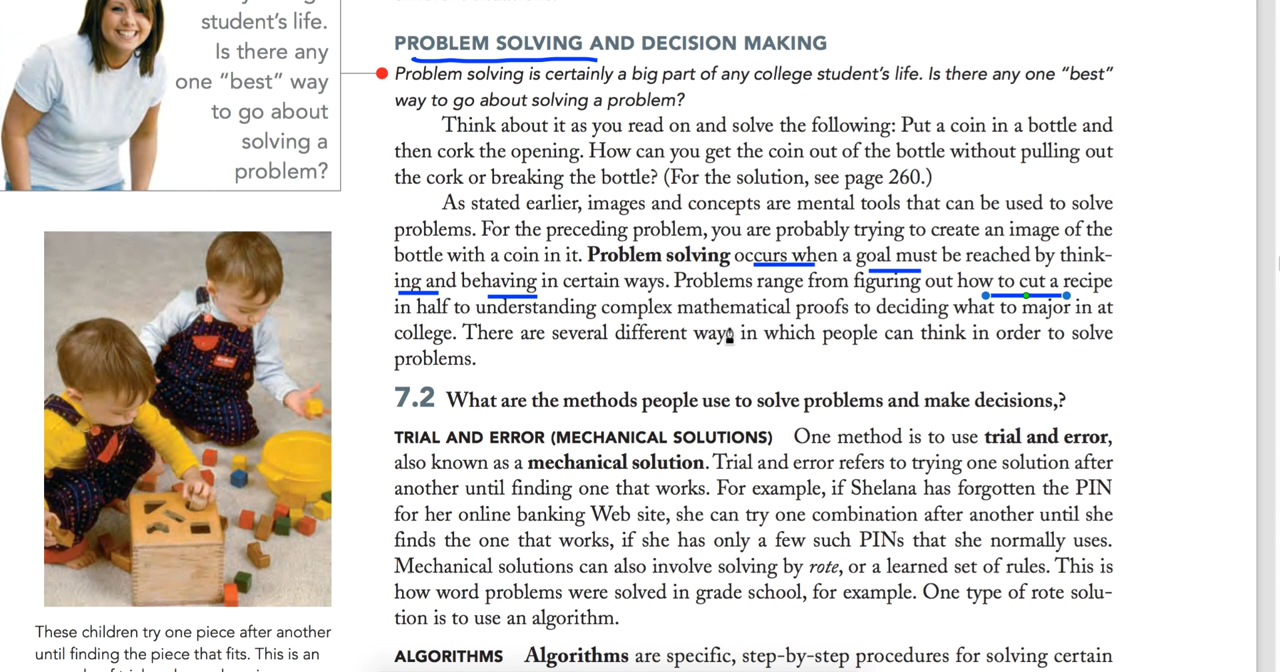 student’s life.
Is there any
one “best” way
to go about
solving a
problem?
PROBLEM SOLVING AND DECISION MAKING
Problem solving is certainly a big part of any college student’s life. Is there any one “best”
way to go about solving a problem?
Think about it as you read on and solve the following: Put a coin in a bottle and
then cork the opening. How can you get the coin out of the bottle without pulling out
the cork or breaking the bottle? (For the solution, see page 260.)
As stated earlier, images and concepts are mental tools that can be used to solve
problems. For the preceding problem, you are probably trying to create an image of the
bottle with a coin in it. Problem solving occurs when a goal must be reached by think-
ing and behaving in certain ways. Problems range from figuring out how to cut a recipe
in half to understanding complex mathematical proofs to deciding what to major in at
college. There are several different ways in which people can think in order to solve
problems.
7.2 What are the methods people use to solve problems and make decisions,?
TRIAL AND ERROR (MECHANICAL SOLUTIONS) One method is to use trial and error,
also known as a mechanical solution. Trial and error refers to trying one solution after
another until finding one that works. For example, if Shelana has forgotten the PIN
for her online banking Web site, she can try one combination after another until she
finds the one that works, if she has only a few such PINs that she normally uses.
Mechanical solutions can also involve solving by rote, or a learned set of rules. This is
how word problems were solved in grade school, for example. One type of rote solu-
tion is to use an algorithm.
ALGORITHMS Algorithms are specific, step-by-step procedures for solving certain
These children try one piece after another
until finding the piece that fits. This is an